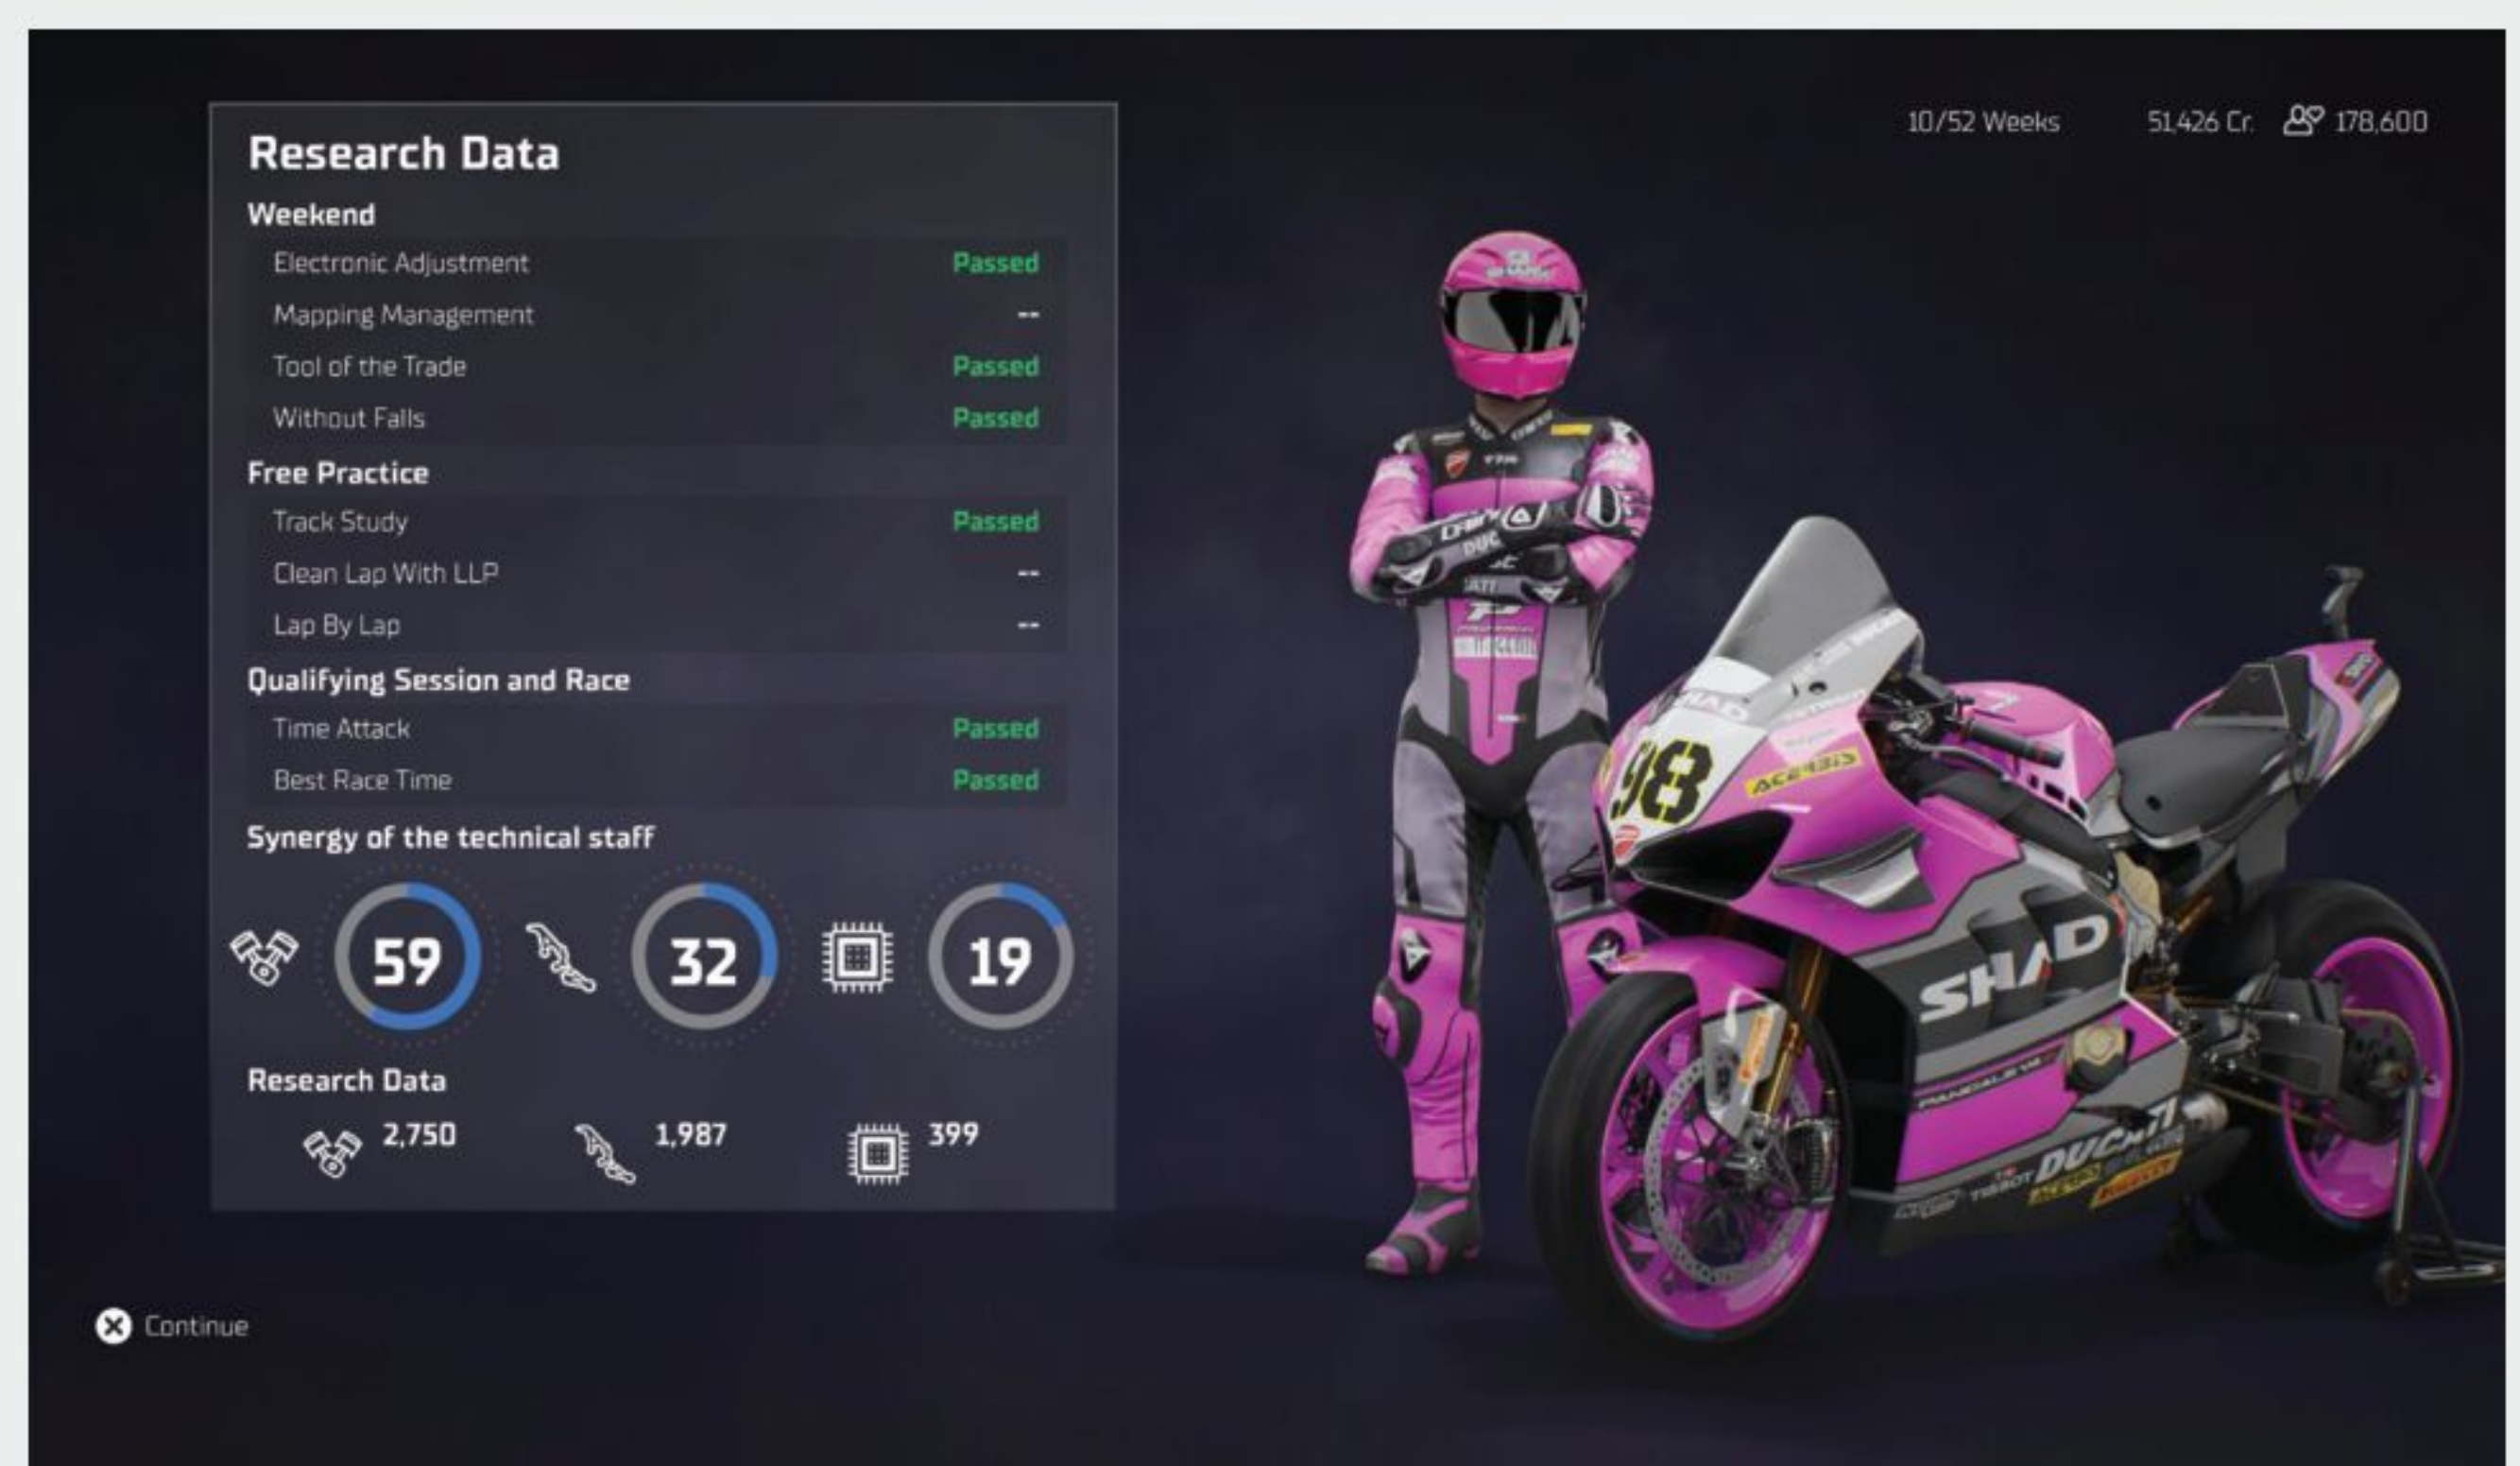 10/52 Weeks 51,426 Cr. 178,600
Research Data
Weekend
Electronic Adjustment Passed
Mapping Management --
Tool of the Trade Passed
Without Falls Passed
Free Practice
Track Study Passed
Clean Lap With LLP --
Lap By Lap --
Qualifying Session and Race
Time Attack Passed
Best Race Time Passed
Synergy of the technical staff
59 32 19
Research Data
2,750 1,987 399
Continue
SHARK
98
ACERBIS
SHAD
DUCATI
TISSOT
PIRELLI